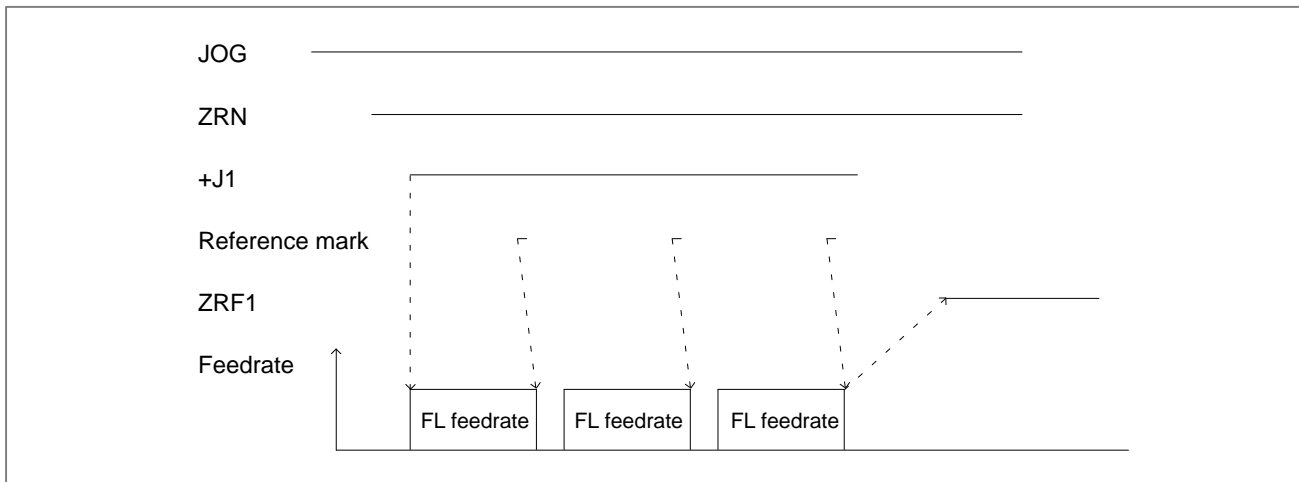 JOG
ZRN
+J1
Reference mark
ZRF1
Feedrate
FL feedrate FL feedrate FL feedrate